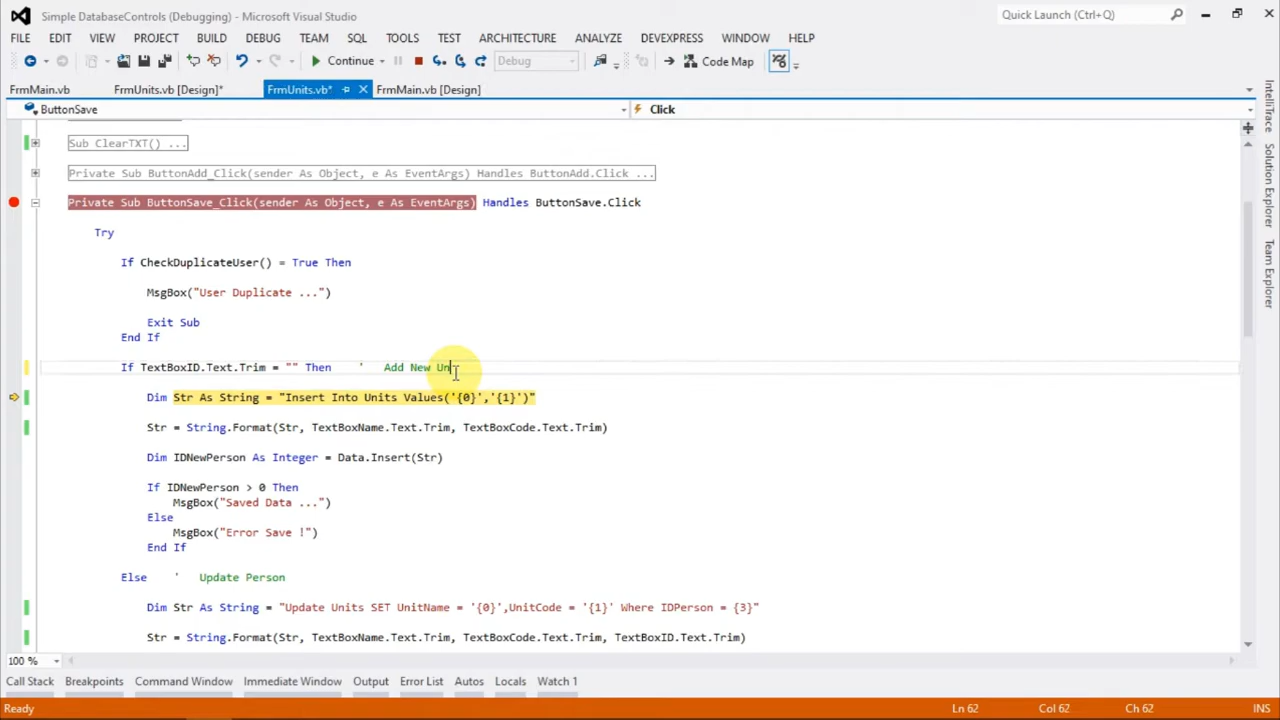 Simple DatabaseControls (Debugging) - Microsoft Visual Studio
Quick Launch (Ctrl+Q)
FILE EDIT VIEW PROJECT BUILD DEBUG TEAM SQL TOOLS TEST ARCHITECTURE ANALYZE DEVEXPRESS WINDOW HELP
Continue Debug Code Map
FrmMain.vb FrmUnits.vb [Design]* FrmUnits.vb* FrmMain.vb [Design]
ButtonSave Click
Sub ClearTXT() ...
Private Sub ButtonAdd_Click(sender As Object, e As EventArgs) Handles ButtonAdd.Click ...
Private Sub ButtonSave_Click(sender As Object, e As EventArgs) Handles ButtonSave.Click
Try
If CheckDuplicateUser() = True Then
MsgBox("User Duplicate ...")
Exit Sub
End If
If TextBoxID.Text.Trim = "" Then ' Add New Un
Dim Str As String = "Insert Into Units Values('{0}','{1}')"
Str = String.Format(Str, TextBoxName.Text.Trim, TextBoxCode.Text.Trim)
Dim IDNewPerson As Integer = Data.Insert(Str)
If IDNewPerson > 0 Then
MsgBox("Saved Data ...")
Else
MsgBox("Error Save !")
End If
Else ' Update Person
Dim Str As String = "Update Units SET UnitName = '{0}',UnitCode = '{1}' Where IDPerson = {3}"
Str = String.Format(Str, TextBoxName.Text.Trim, TextBoxCode.Text.Trim, TextBoxID.Text.Trim)
100 %
Call Stack Breakpoints Command Window Immediate Window Output Error List Autos Locals Watch 1
Ready Ln 62 Col 62 Ch 62 INS
IntelliTrace
Solution Explorer
Team Explorer